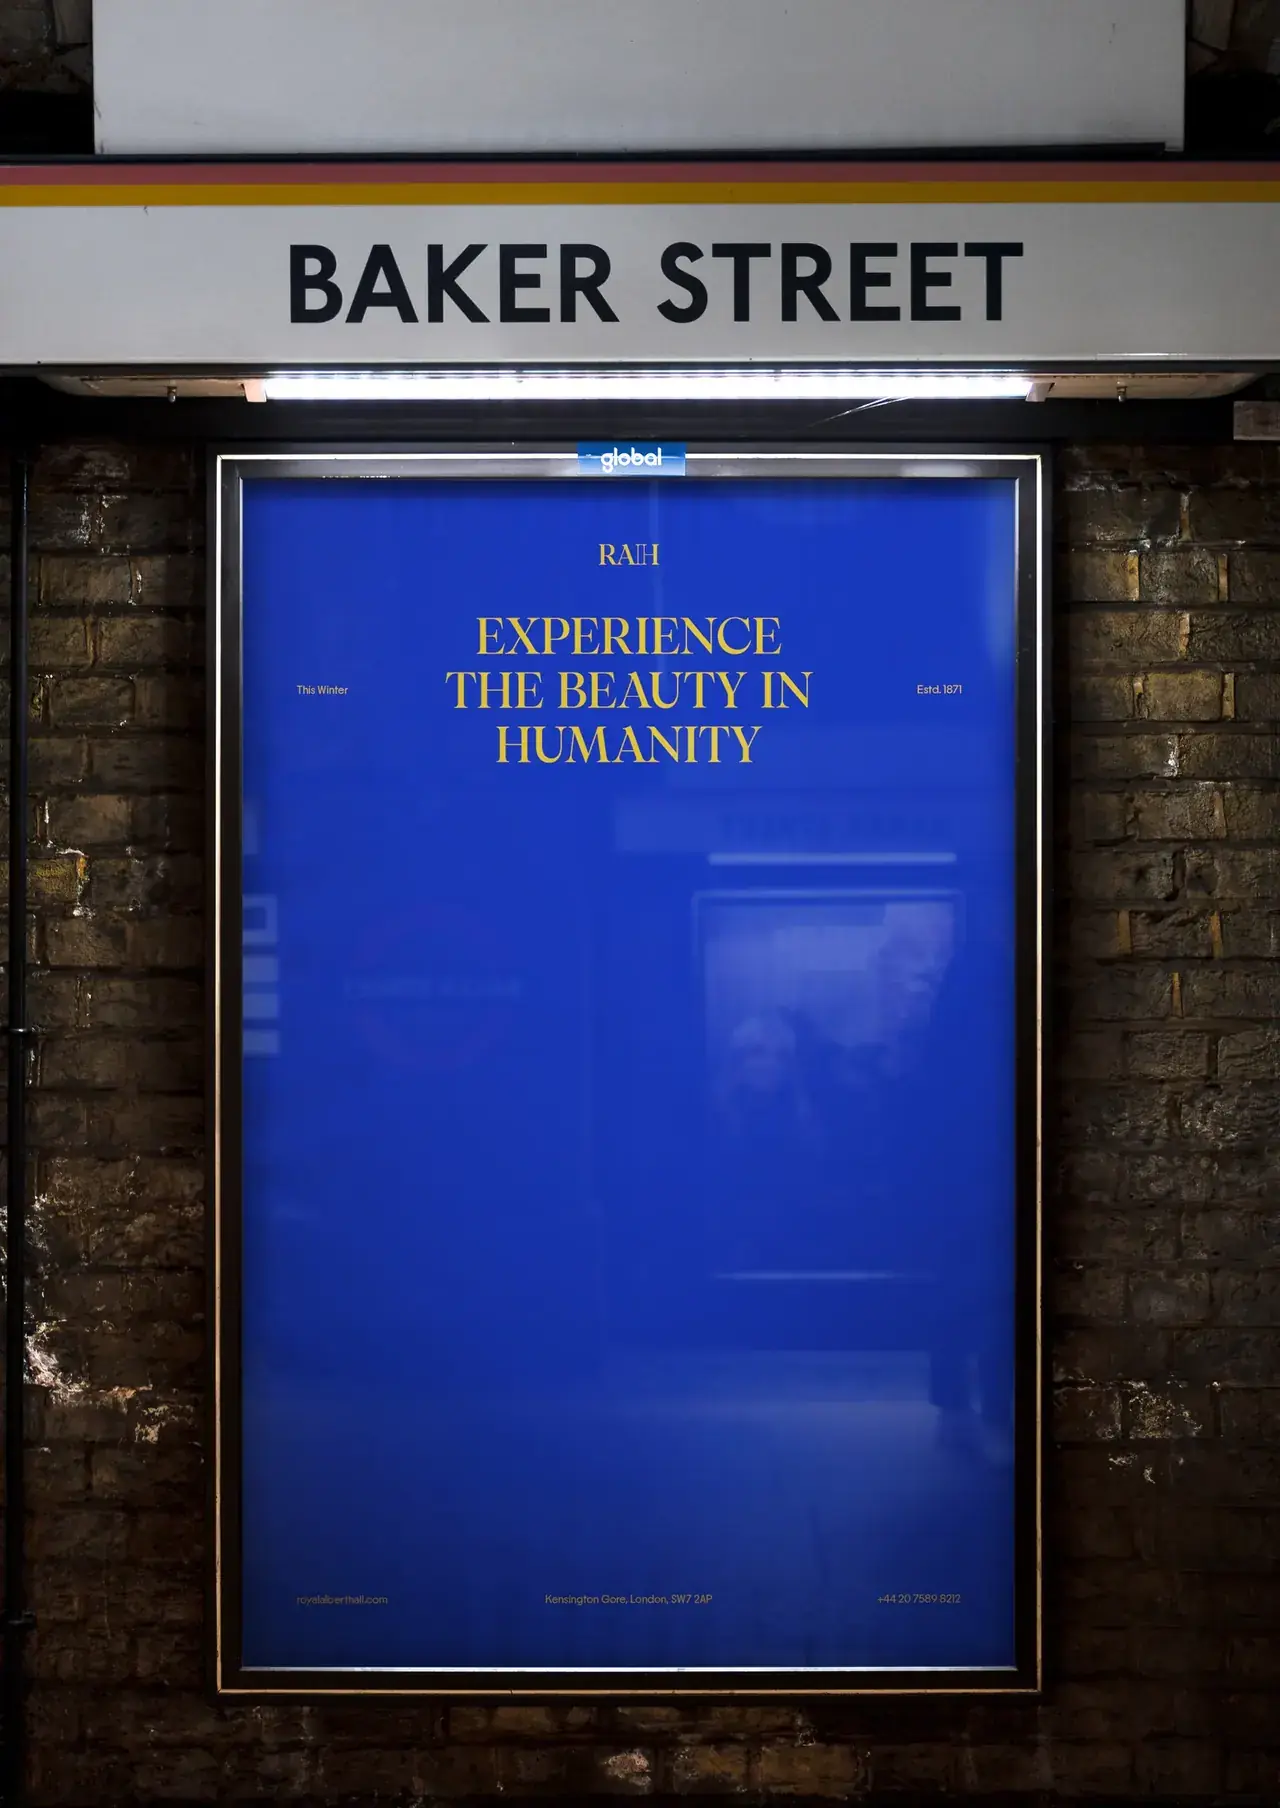 BAKER STREET
global
RAH
EXPERIENCE
THE BEAUTY IN
HUMANITY
This Winter
Estd. 1871
royalalberthall.com
Kensington Gore, London, SW7 2AP
+44 20 7589 8212